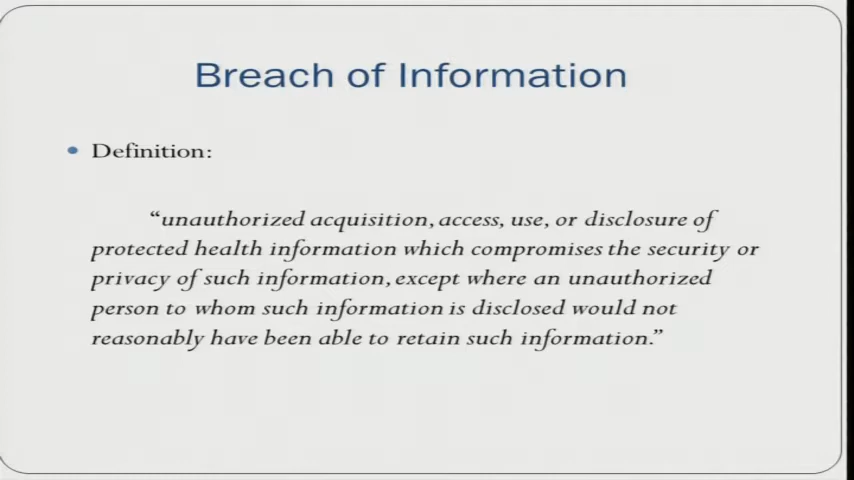 Breach of Information
• Definition:
“unauthorized acquisition, access, use, or disclosure of
protected health information which compromises the security or
privacy of such information, except where an unauthorized
person to whom such information is disclosed would not
reasonably have been able to retain such information.”